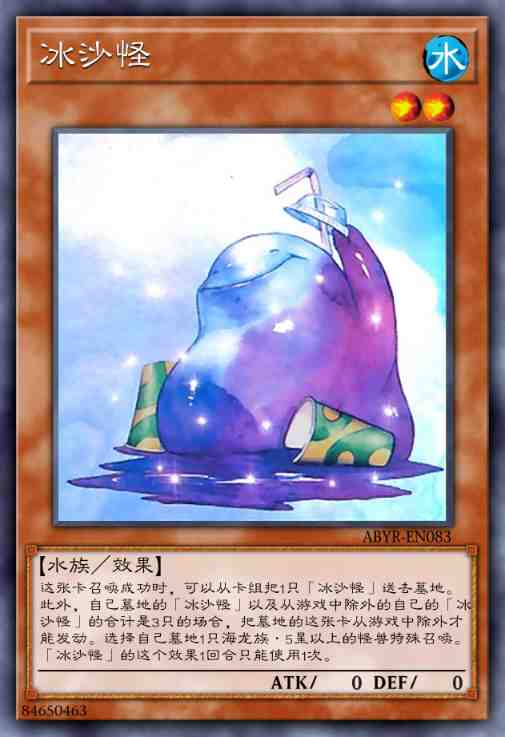 冰沙怪
水
ABYR-EN083
【水族／效果】
这张卡召唤成功时，可以从卡组把1只「冰沙怪」送去墓地。
此外，自己墓地的「冰沙怪」以及从游戏中除外的自己的「冰
沙怪」的合计是3只的场合，把墓地的这张卡从游戏中除外才
能发动。选择自己墓地1只海龙族·5星以上的怪兽特殊召唤。
「冰沙怪」的这个效果1回合只能使用1次。
ATK/ 0 DEF/ 0
84650463